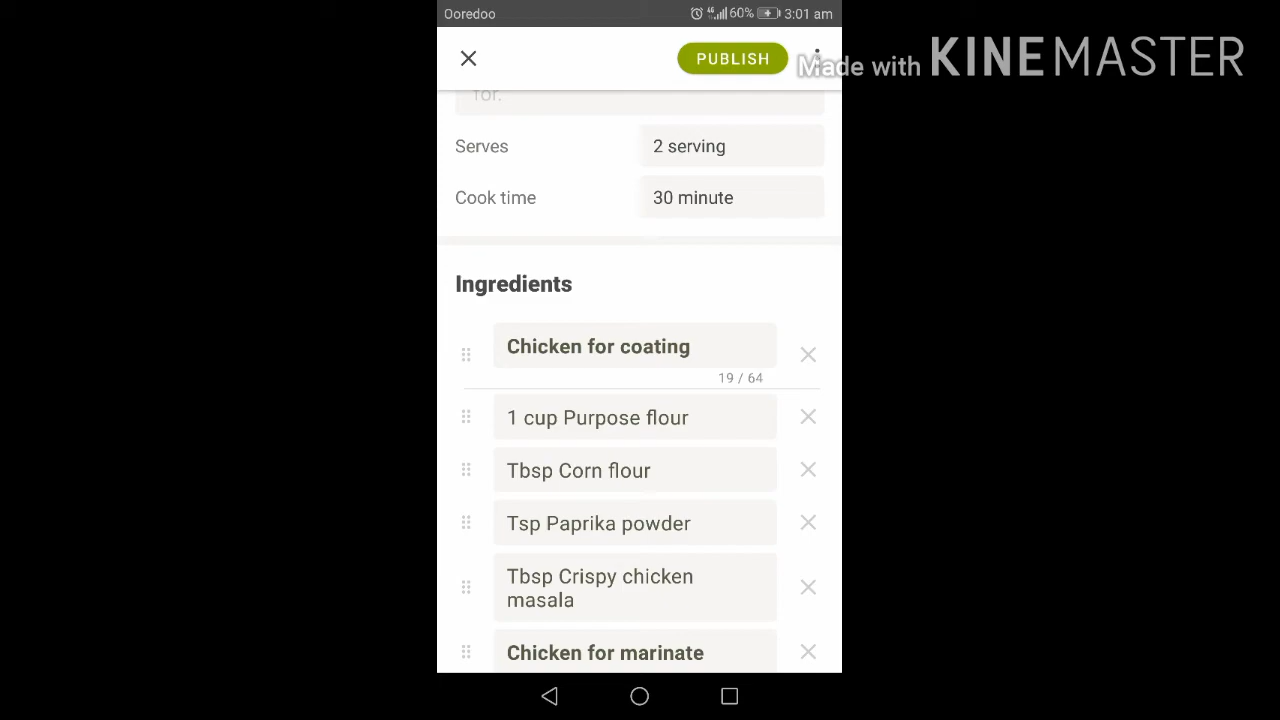 Ooredoo 4G 60% 3:01 am
PUBLISH
Made with KINEMASTER
for.
Serves 2 serving
Cook time 30 minute
Ingredients
Chicken for coating
19 / 64
1 cup Purpose flour
Tbsp Corn flour
Tsp Paprika powder
Tbsp Crispy chicken
masala
Chicken for marinate